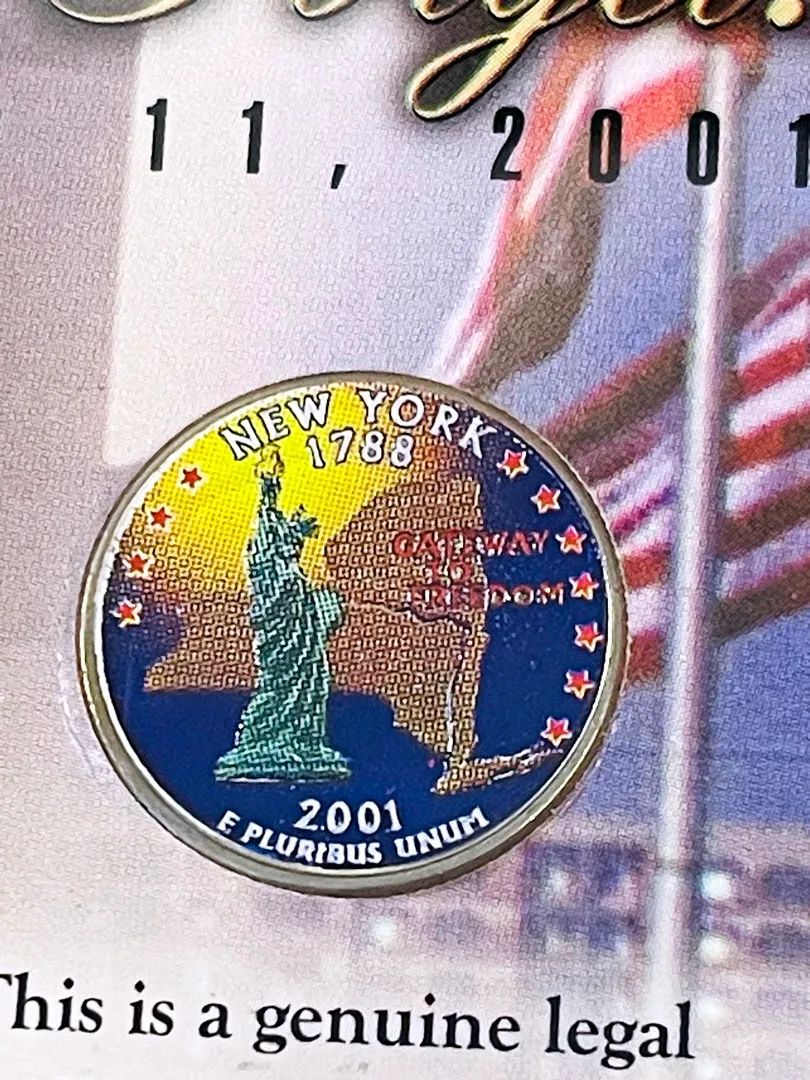 11, 2001
NEW YORK
1788
GATEWAY
TO
FREEDOM
2001
E PLURIBUS UNUM
This is a genuine legal